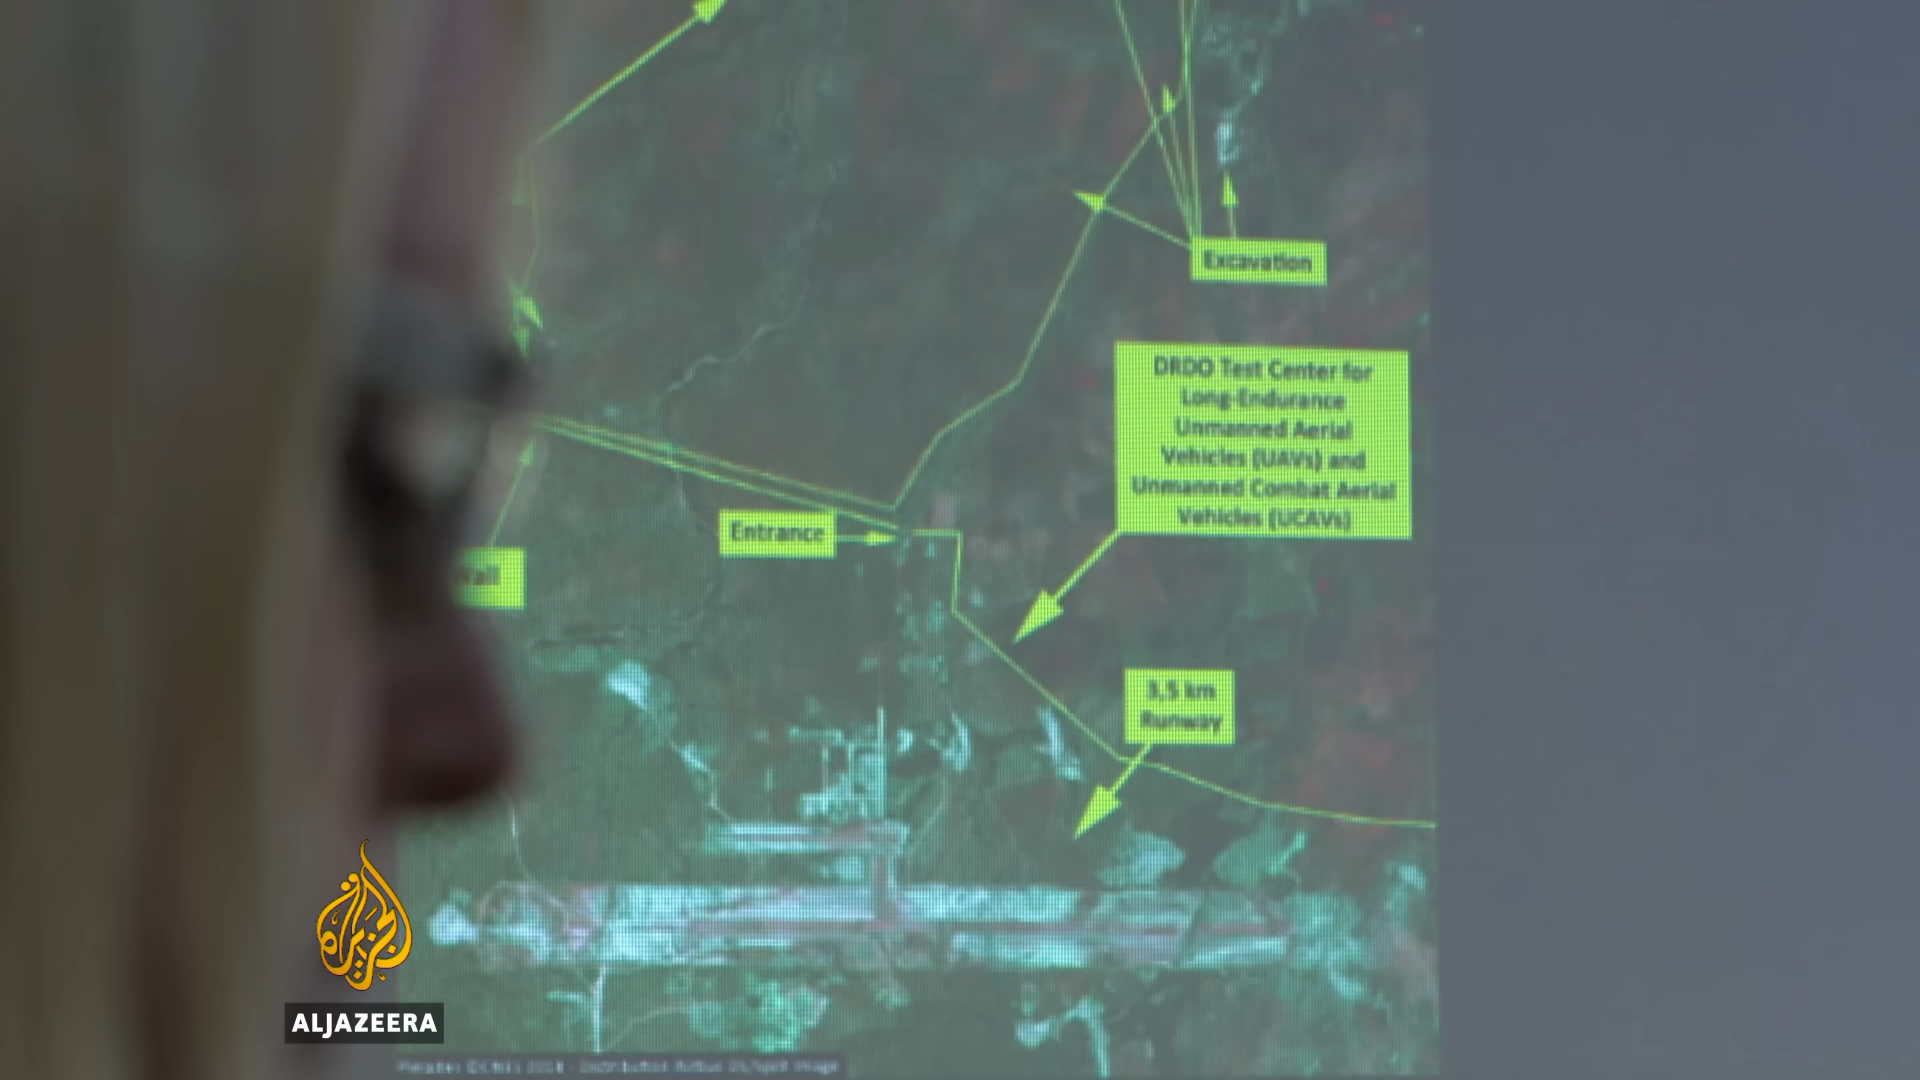 Excavation
DRDO Test Center for
Long-Endurance
Unmanned Aerial
Vehicles (UAVs) and
Unmanned Combat Aerial
Vehicles (UCAVs)
Entrance
3.5 km
Runway
الجزيرة
ALJAZEERA